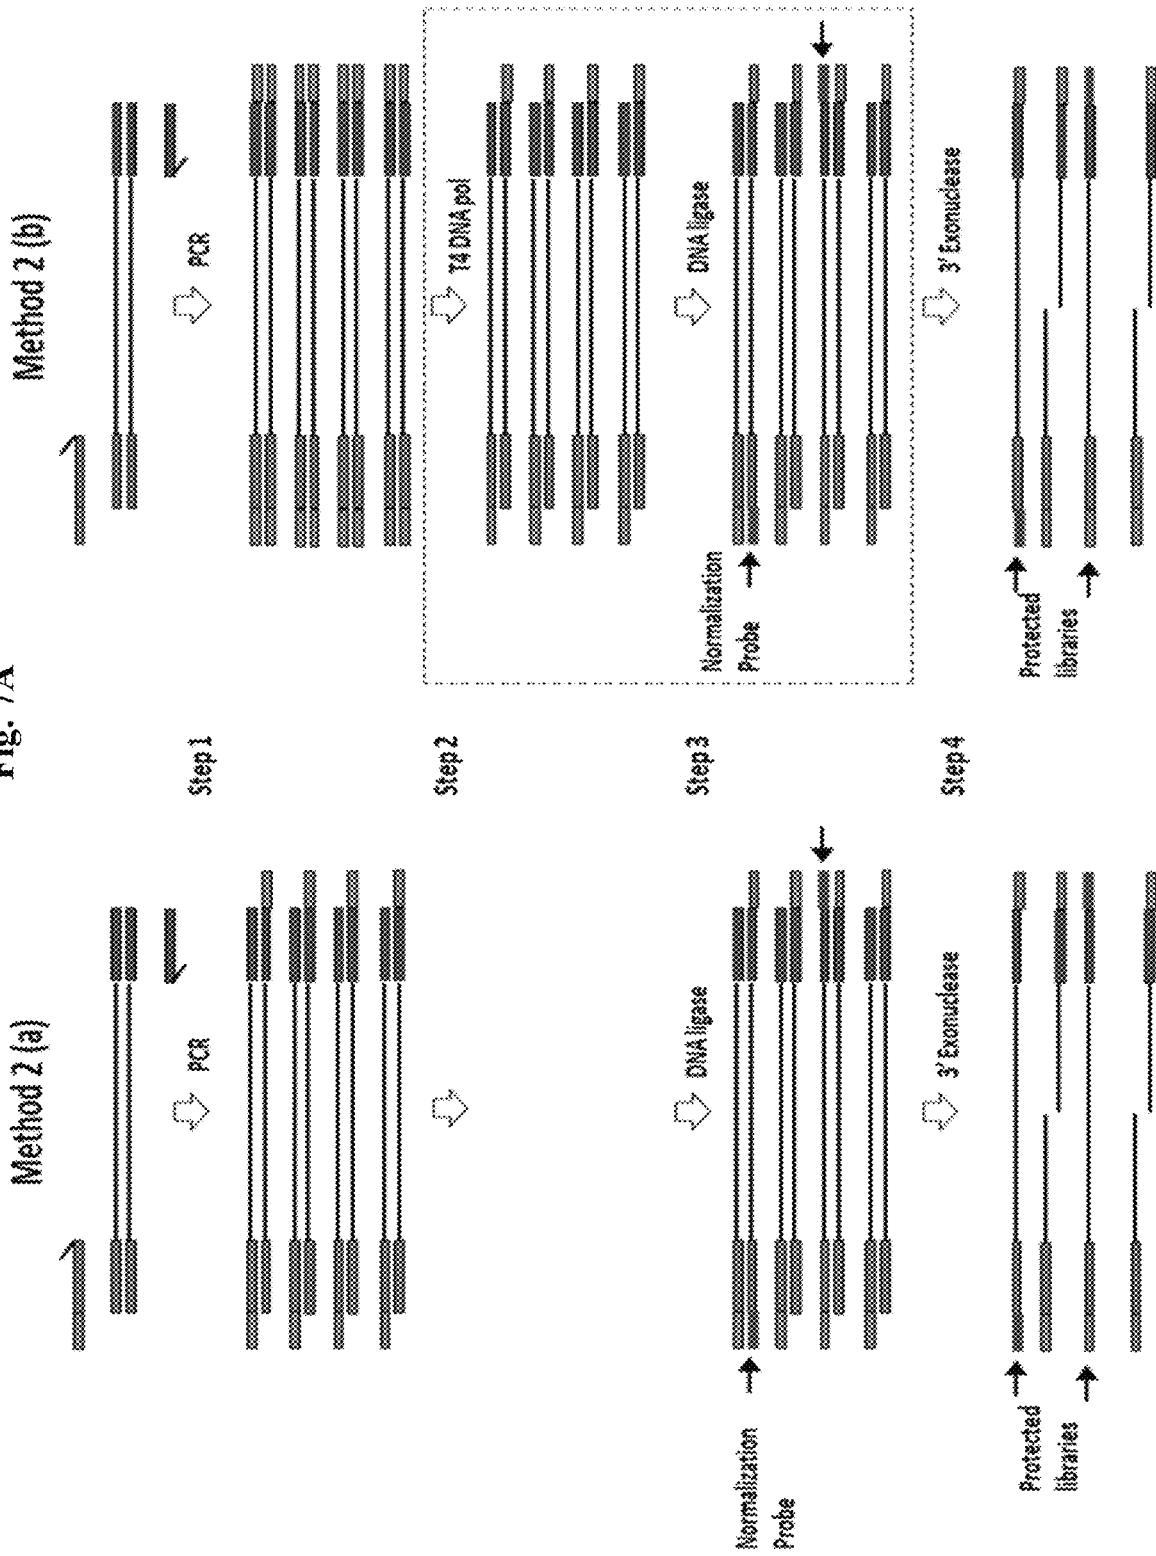 Fig. 7A
Method 2 (a)
Method 2 (b)
Step 1
PCR
PCR
Step 2
T4 DNA pol
Step 3
DNA ligase
DNA ligase
Normalization
Probe
Normalization
Probe
Step 4
3' Exonuclease
3' Exonuclease
Protected
libraries
Protected
libraries